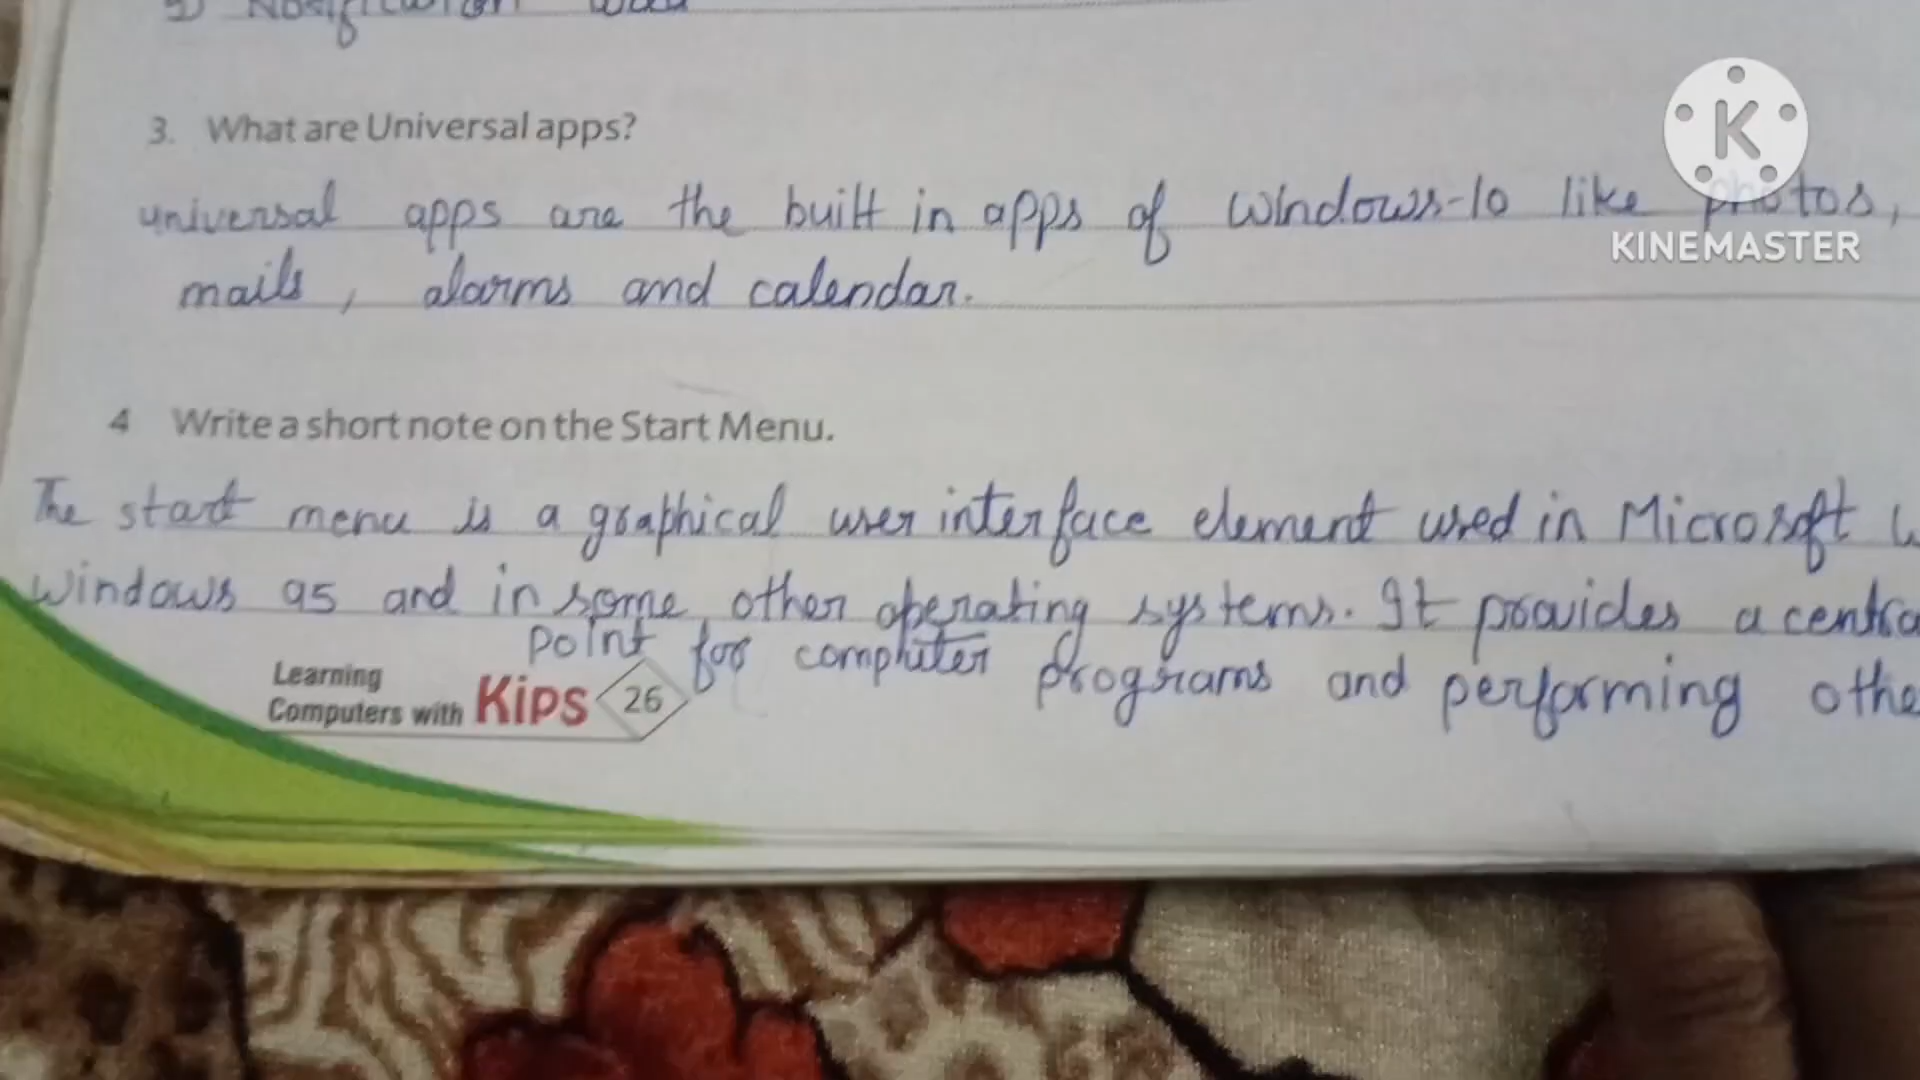 3. What are Universal apps?
universal apps are the built in apps of windows-10 like photos,
mails, alarms and calendar.
4 Write a short note on the Start Menu.
The start menu is a graphical user interface element used in Microsoft
windows 95 and in some other operating systems. It provides a
point for computer programs and performing
Learning
Computers with Kips 26
K
KINEMASTER